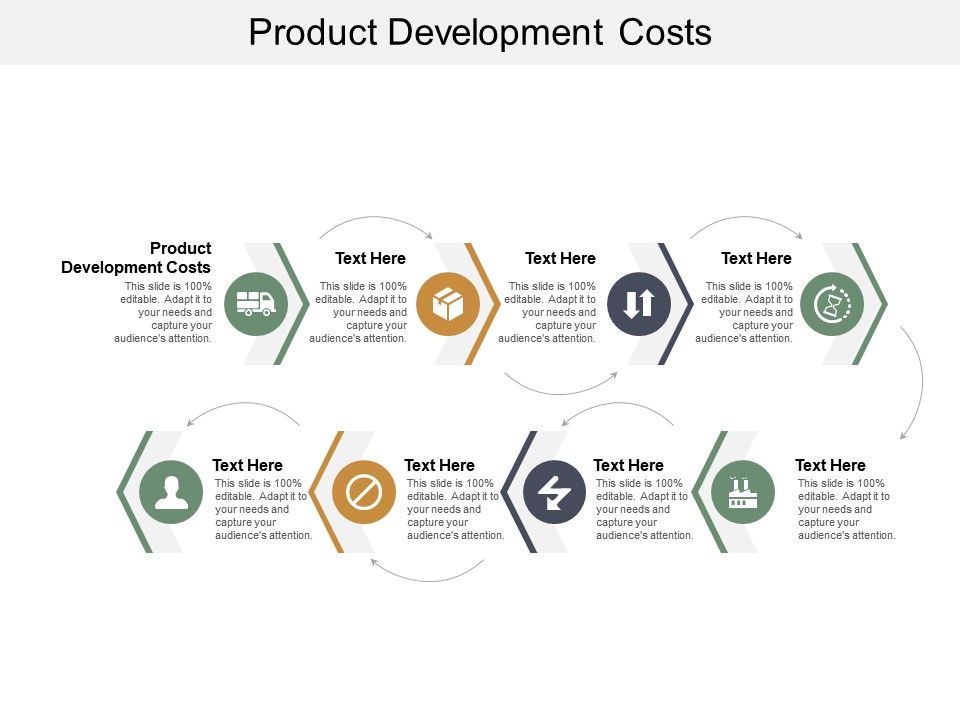 Product Development Costs
Product
Development Costs
This slide is 100%
editable. Adapt it to
your needs and
capture your
audience's attention.
Text Here
This slide is 100%
editable. Adapt it to
your needs and
capture your
audience's attention.
Text Here
This slide is 100%
editable. Adapt it to
your needs and
capture your
audience's attention.
Text Here
This slide is 100%
editable. Adapt it to
your needs and
capture your
audience's attention.
Text Here
This slide is 100%
editable. Adapt it to
your needs and
capture your
audience's attention.
Text Here
This slide is 100%
editable. Adapt it to
your needs and
capture your
audience's attention.
Text Here
This slide is 100%
editable. Adapt it to
your needs and
capture your
audience's attention.
Text Here
This slide is 100%
editable. Adapt it to
your needs and
capture your
audience's attention.